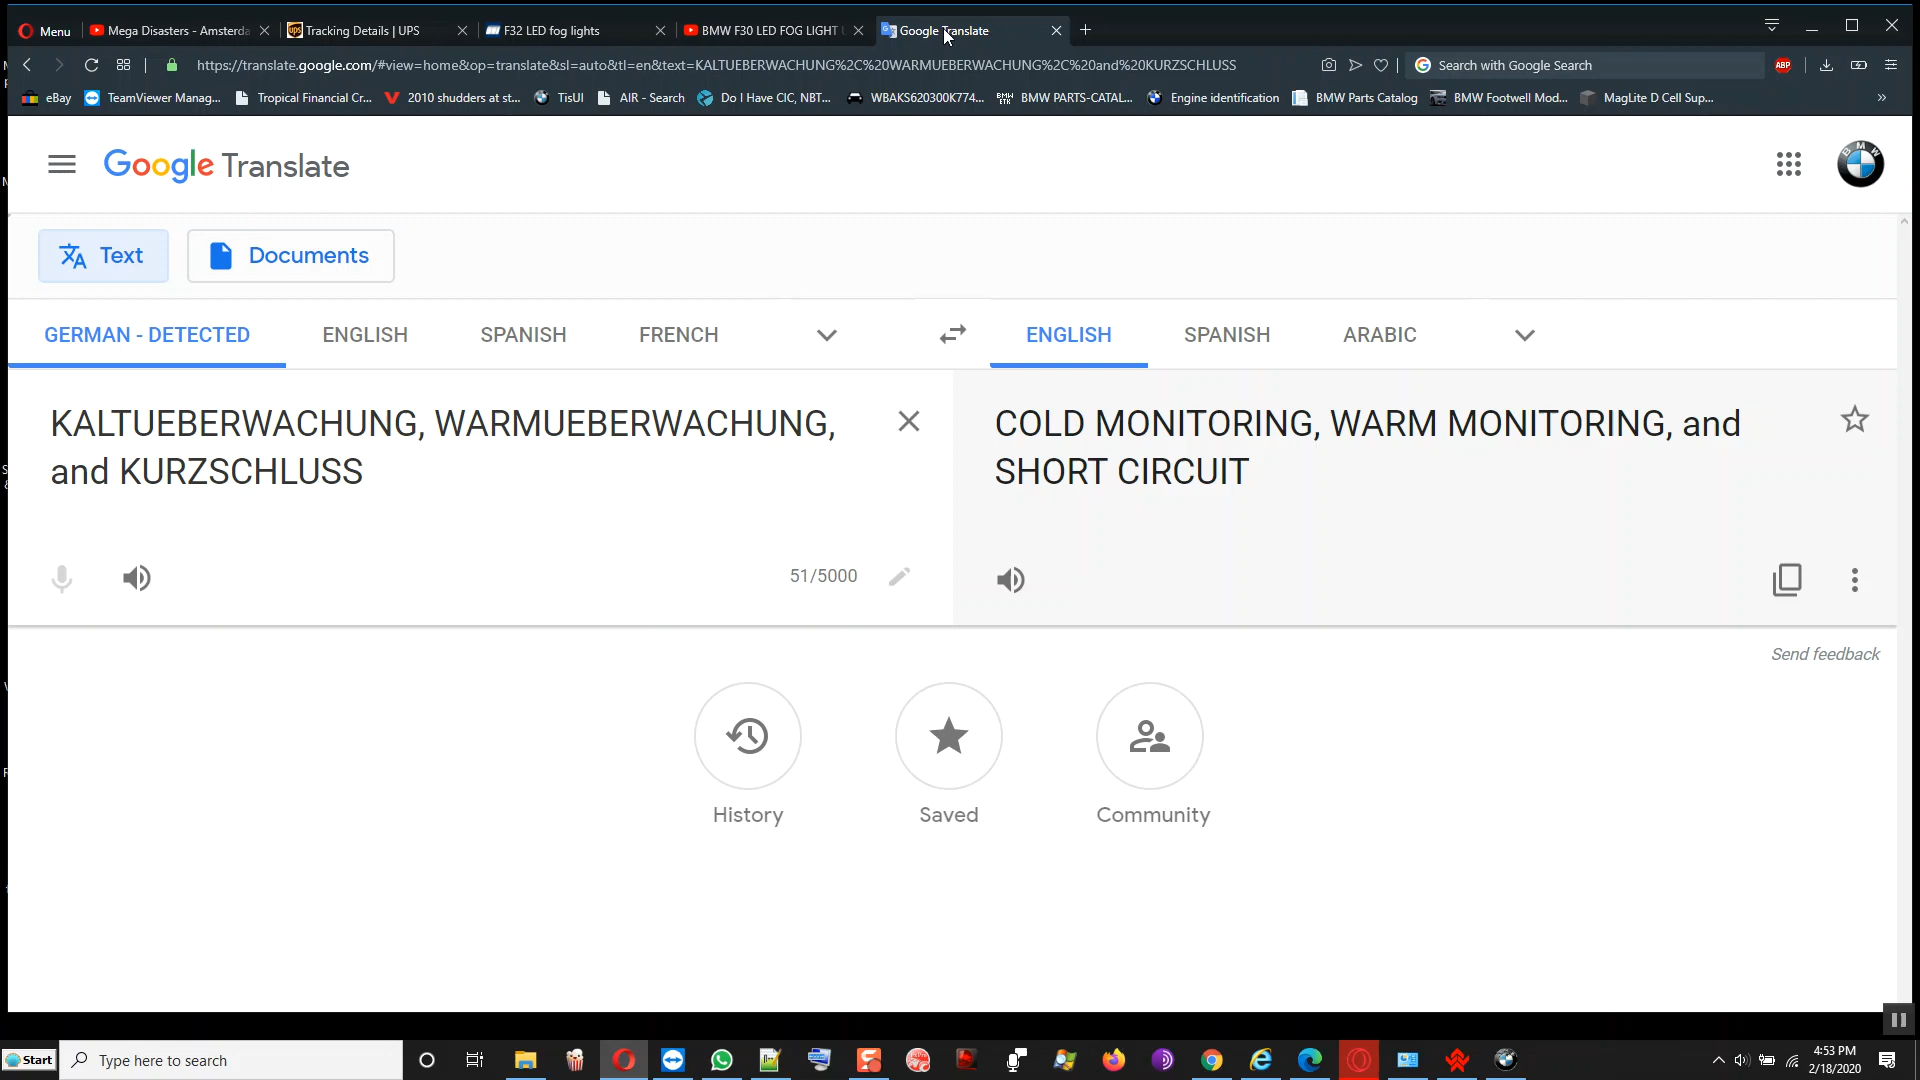 Menu
Mega Disasters - Amsterda
Tracking Details | UPS
F32 LED fog lights
BMW F30 LED FOG LIGHT U
Google Translate
https://translate.google.com/#view=home&op=translate&sl=auto&tl=en&text=KALTUEBERWACHUNG%2C%20WARMUEBERWACHUNG%2C%20and%20KURZSCHLUSS
Search with Google Search
ABP
eBay
TeamViewer Manag...
Tropical Financial Cr...
2010 shudders at st...
TisUI
AIR - Search
Do I Have CIC, NBT...
WBAKS620300K774...
BMW PARTS-CATAL...
Engine identification
BMW Parts Catalog
BMW Footwell Mod...
MagLite D Cell Sup...
Google Translate
BMW
Text
Documents
GERMAN - DETECTED
ENGLISH
SPANISH
FRENCH
ENGLISH
SPANISH
ARABIC
KALTUEBERWACHUNG, WARMUEBERWACHUNG,
and KURZSCHLUSS
COLD MONITORING, WARM MONITORING, and
SHORT CIRCUIT
51/5000
Send feedback
History
Saved
Community
Start
Type here to search
4:53 PM
2/18/2020